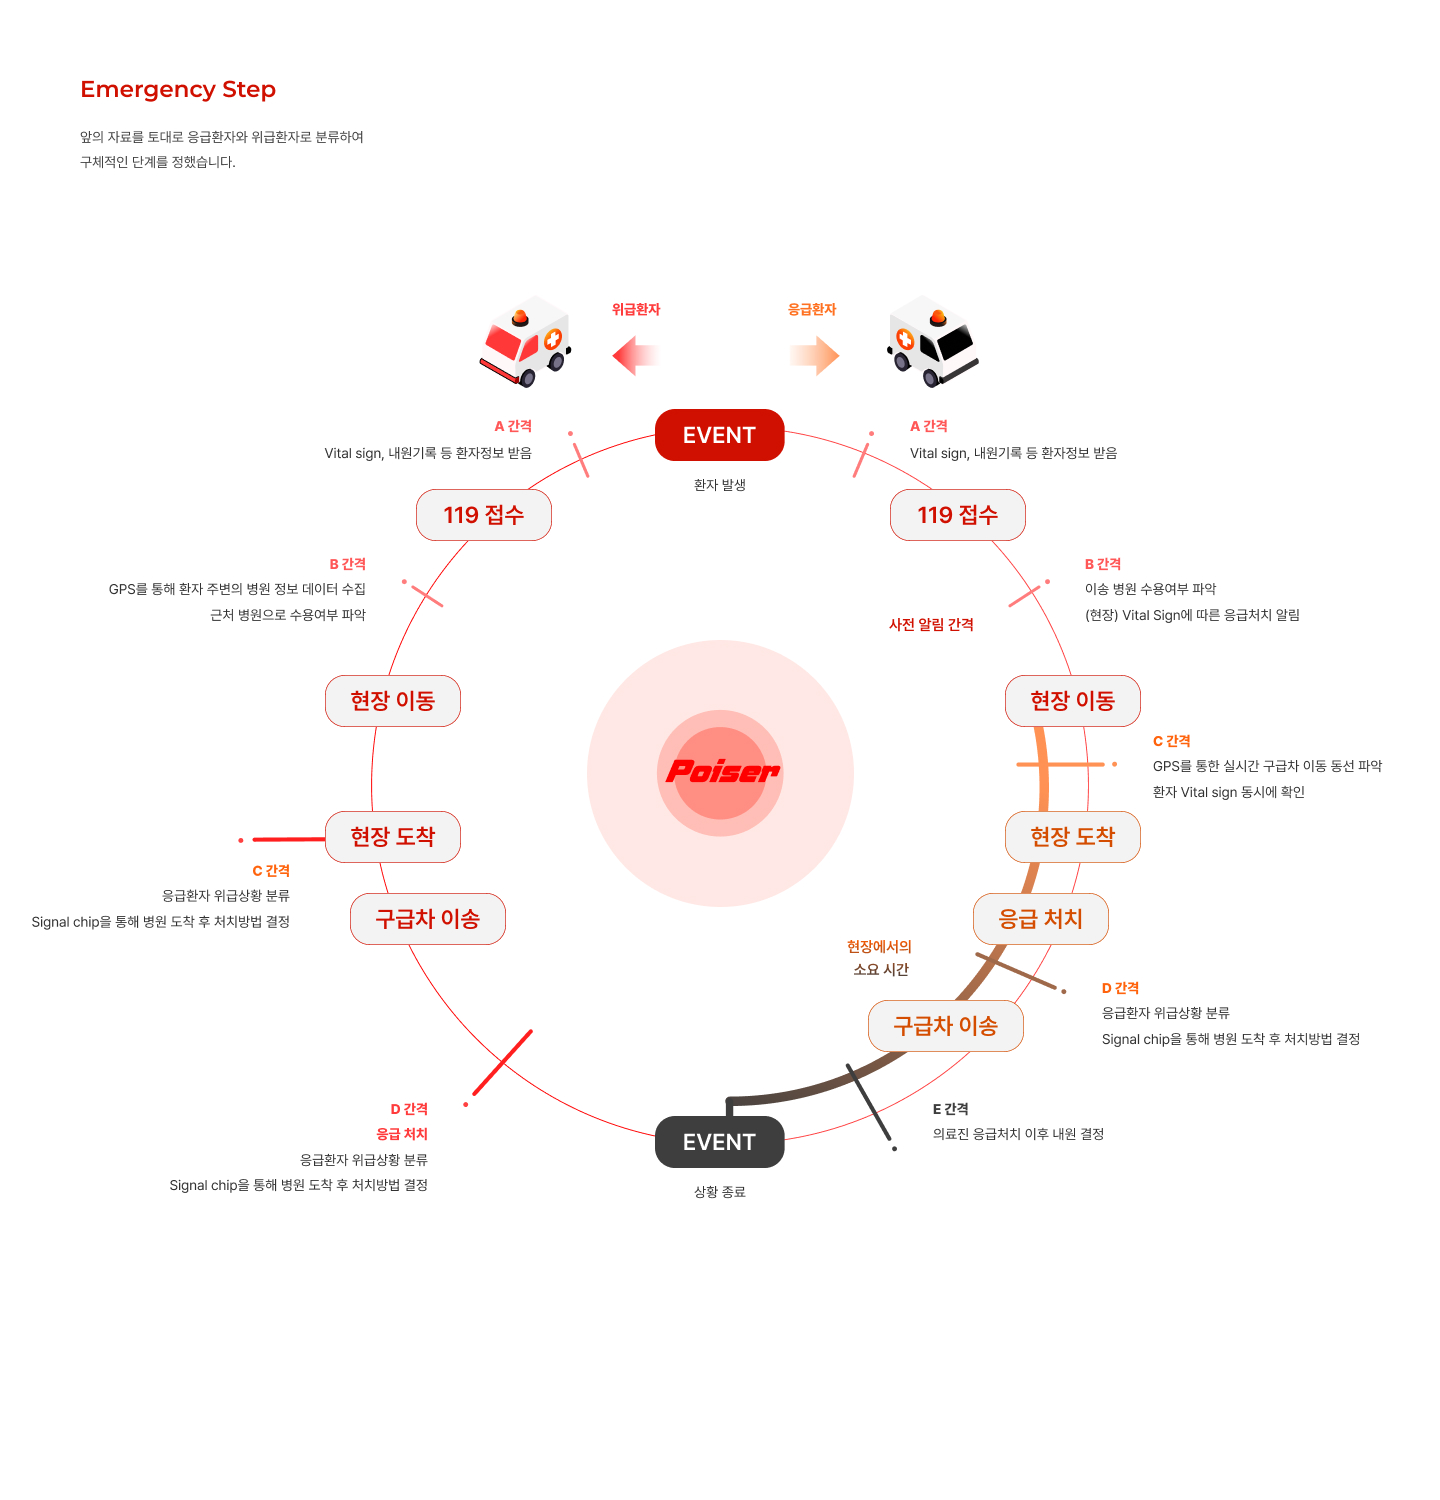 Emergency Step
앞의 자료를 토대로 응급환자와 위급환자로 분류하여
구체적인 단계를 정했습니다.
위급환자
응급환자
EVENT
환자 발생
A 간격
Vital sign, 내원기록 등 환자정보 받음
119 접수
B 간격
GPS를 통해 환자 주변의 병원 정보 데이터 수집
근처 병원으로 수용여부 파악
현장 이동
현장 도착
C 간격
응급환자 위급상황 분류
Signal chip을 통해 병원 도착 후 처치방법 결정
구급차 이송
D 간격
응급 처치
응급환자 위급상황 분류
Signal chip을 통해 병원 도착 후 처치방법 결정
Poiser
A 간격
Vital sign, 내원기록 등 환자정보 받음
119 접수
B 간격
이송 병원 수용여부 파악
(현장) Vital Sign에 따른 응급처치 알림
사전 알림 간격
현장 이동
C 간격
GPS를 통한 실시간 구급차 이동 동선 파악
환자 Vital sign 동시에 확인
현장 도착
응급 처치
현장에서의
소요 시간
D 간격
응급환자 위급상황 분류
Signal chip을 통해 병원 도착 후 처치방법 결정
구급차 이송
E 간격
의료진 응급처치 이후 내원 결정
EVENT
상황 종료